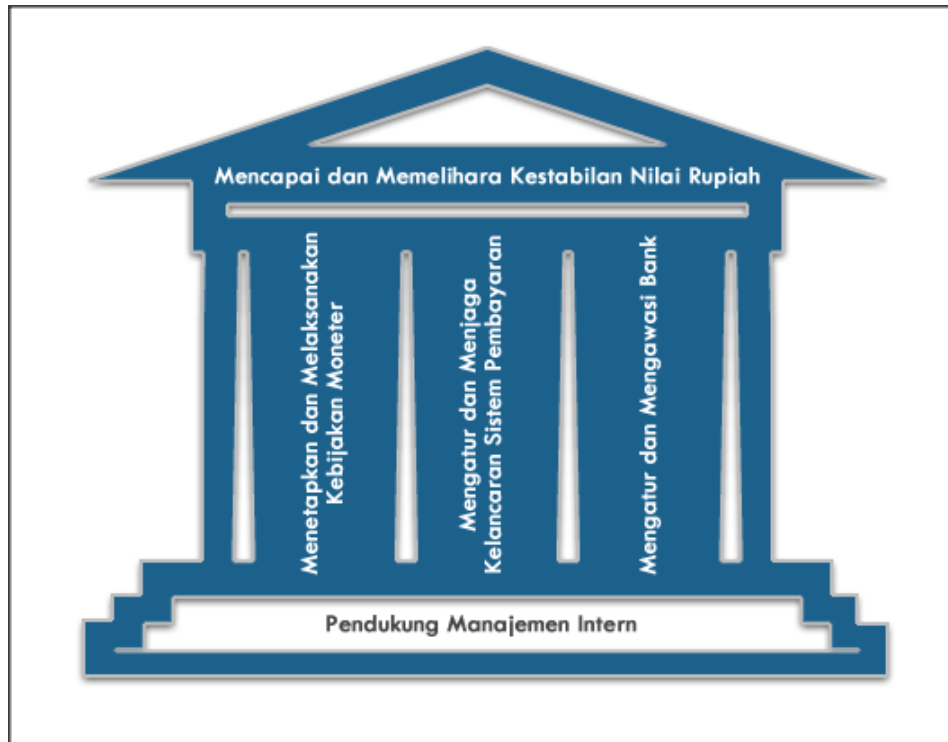 Mencapai dan Memelihara Kestabilan Nilai Rupiah
Menetapkan dan Melaksanakan
Kebijakan Moneter
Mengatur dan Menjaga
Kelancaran Sistem Pembayaran
Mengatur dan Mengawasi Bank
Pendukung Manajemen Intern